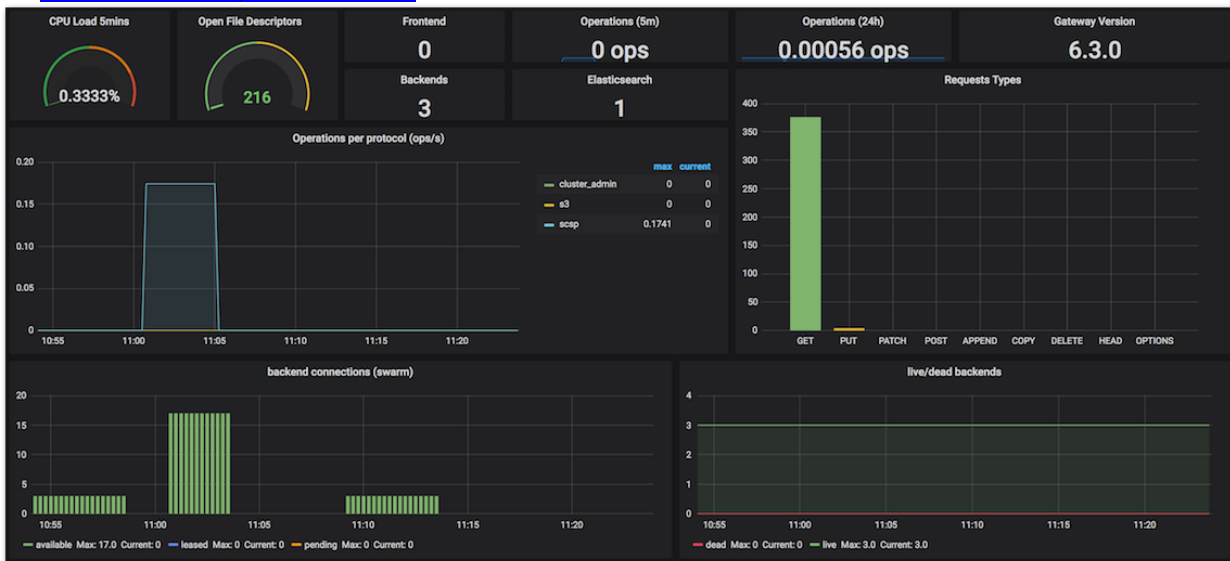 CPU Load 5mins
0.3333%
Open File Descriptors
216
Frontend
0
Operations (5m)
0 ops
Operations (24h)
0.00056 ops
Gateway Version
6.3.0
Backends
3
Elasticsearch
1
Operations per protocol (ops/s)
0.20
0.15
0.10
0.05
0
10:55 11:00 11:05 11:10 11:15 11:20
max current
cluster_admin 0 0
s3 0 0
scsp 0.1741 0
Requests Types
400
350
300
250
200
150
100
50
0
GET PUT PATCH POST APPEND COPY DELETE HEAD OPTIONS
backend connections (swarm)
20
15
10
5
0
10:55 11:00 11:05 11:10 11:15 11:20
available Max: 17.0 Current: 0 leased Max: 0 Current: 0 pending Max: 0 Current: 0
live/dead backends
4
3
2
1
0
10:55 11:00 11:05 11:10 11:15 11:20
dead Max: 0 Current: 0 live Max: 3.0 Current: 3.0